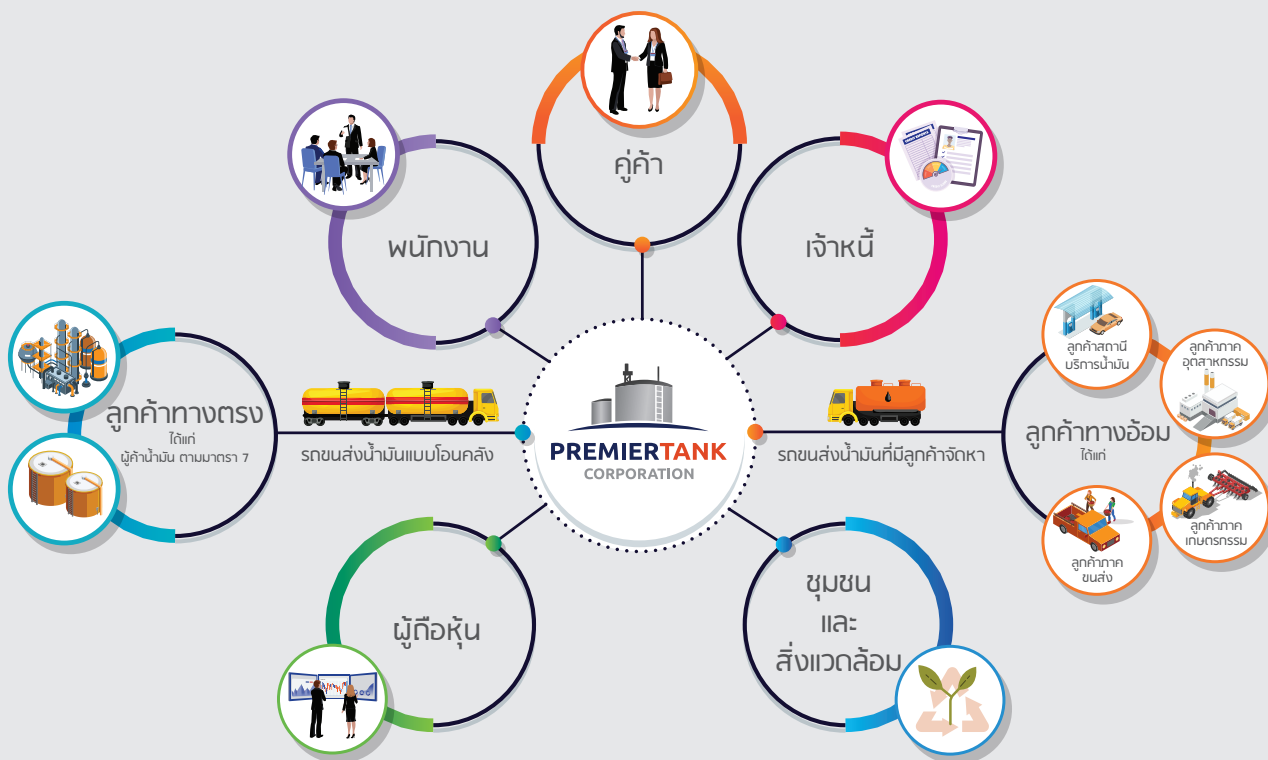 คู่ค้า
พนักงาน
เจ้าหนี้
ลูกค้าทางตรง
ได้แก่
ผู้ค้าน้ำมัน ตามมาตรา 7
รถขนส่งน้ำมันแบบโอนคลัง
PREMIERTANK
CORPORATION
รถขนส่งน้ำมันที่มีลูกค้าจัดหา
ลูกค้าทางอ้อม
ได้แก่
ลูกค้าสถานี
บริการน้ำมัน
ลูกค้าภาค
อุตสาหกรรม
ลูกค้าภาค
เกษตรกรรม
ลูกค้าภาค
ขนส่ง
ผู้ถือหุ้น
ชุมชน
และ
สิ่งแวดล้อม